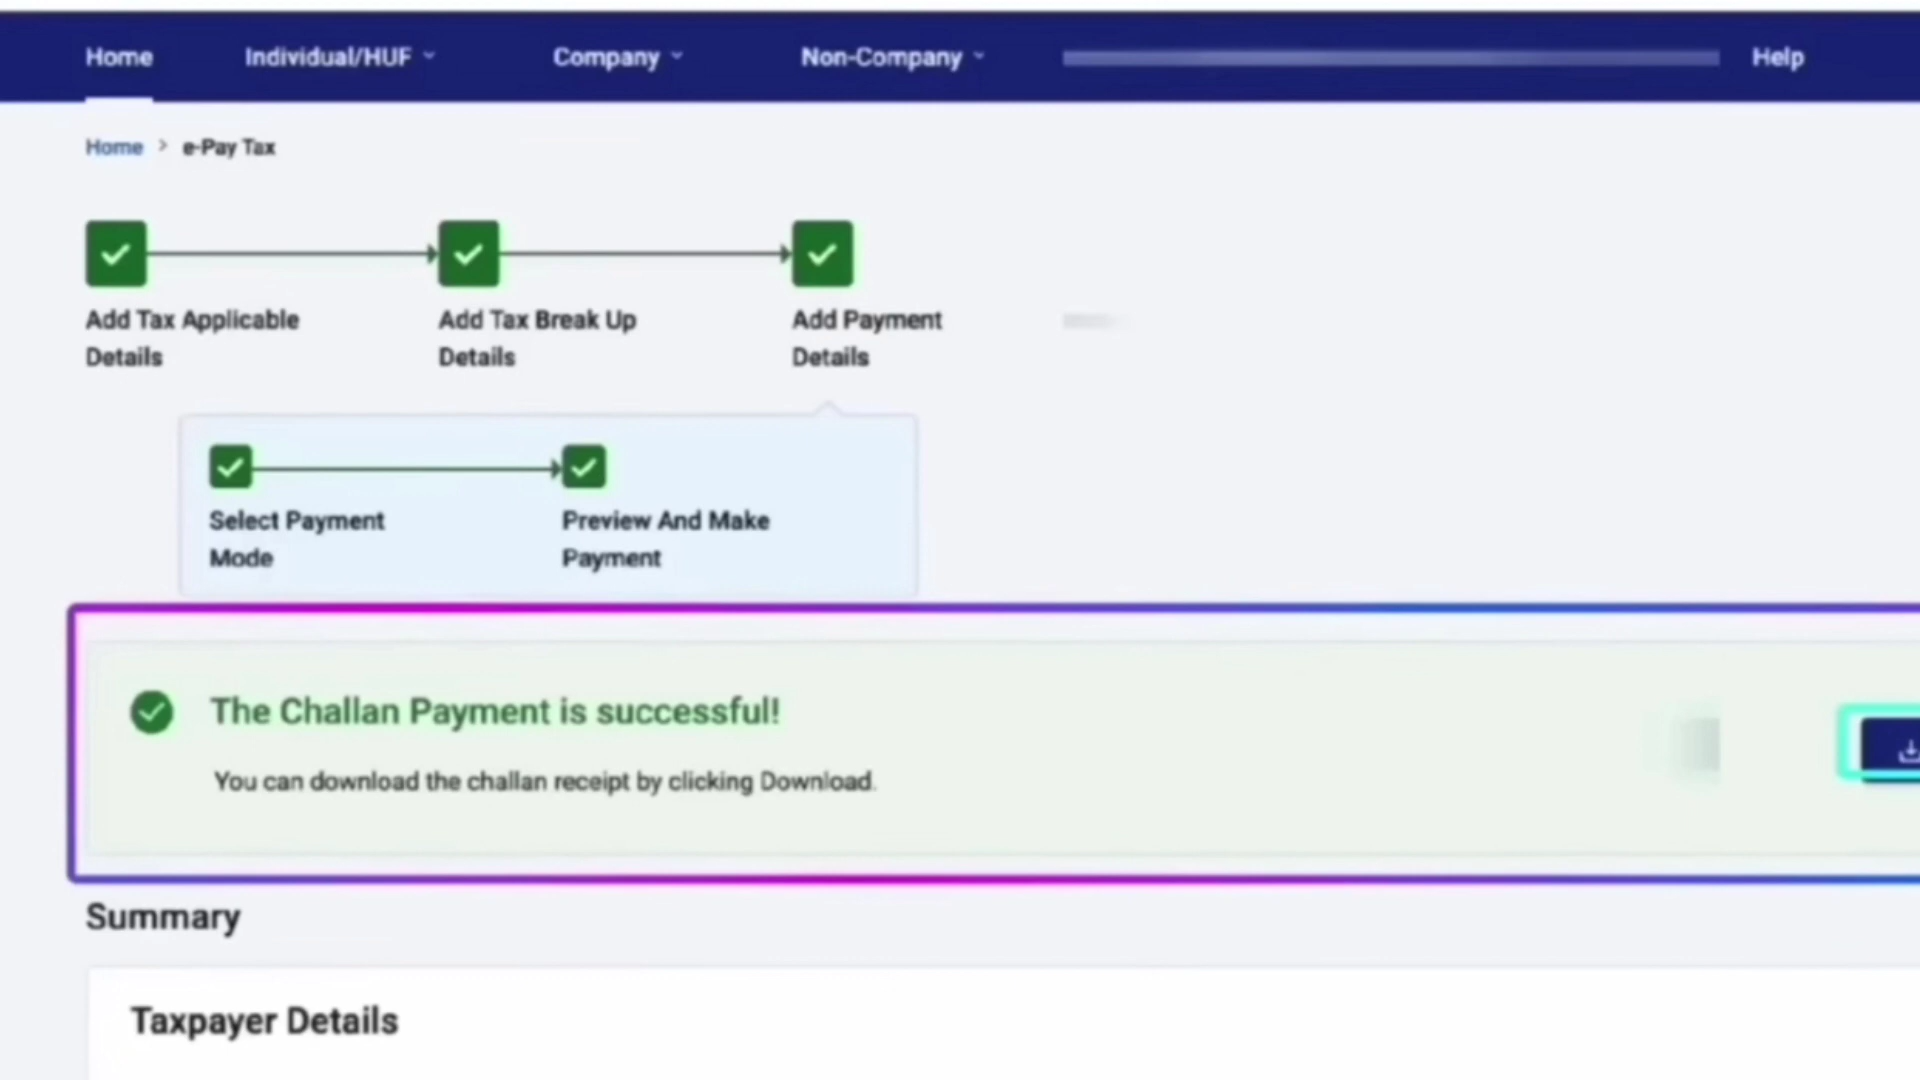 Home Individual/HUF Company Non-Company Help
Home > e-Pay Tax
Add Tax Applicable
Details
Add Tax Break Up
Details
Add Payment
Details
Select Payment
Mode
Preview And Make
Payment
The Challan Payment is successful!
You can download the challan receipt by clicking Download.
Summary
Taxpayer Details